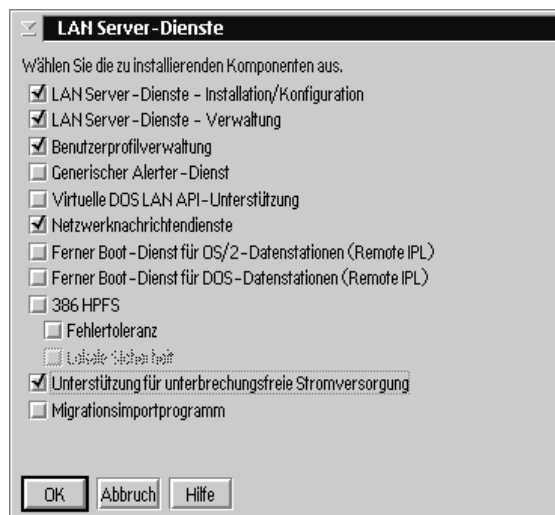 LAN Server-Dienste
Wählen Sie die zu installierenden Komponenten aus.
LAN Server-Dienste - Installation/Konfiguration
LAN Server-Dienste - Verwaltung
Benutzerprofilverwaltung
Generischer Alerter-Dienst
Virtuelle DOS LAN API-Unterstützung
Netzwerknachrichtendienste
Ferner Boot-Dienst für OS/2-Datenstationen (Remote IPL)
Ferner Boot-Dienst für DOS-Datenstationen (Remote IPL)
386 HPFS
Fehlertoleranz
Lokale Sicherheit
Unterstützung für unterbrechungsfreie Stromversorgung
Migrationsimportprogramm
OK Abbruch Hilfe